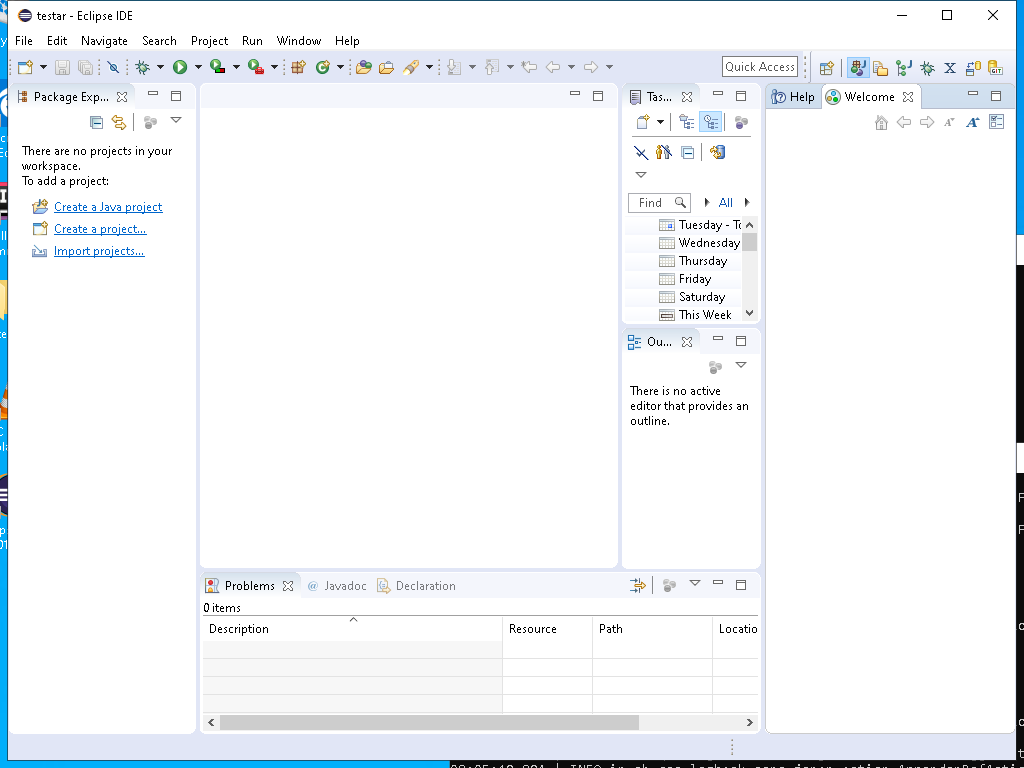 testar - Eclipse IDE
File Edit Navigate Search Project Run Window Help
Quick Access
Package Exp...
Tas...
Help
Welcome
There are no projects in your
workspace.
To add a project:
Create a Java project
Create a project...
Import projects...
Find
All
Tuesday - To
Wednesday
Thursday
Friday
Saturday
This Week
Ou...
There is no active
editor that provides an
outline.
Problems
@ Javadoc
Declaration
0 items
Description Resource Path Locatio